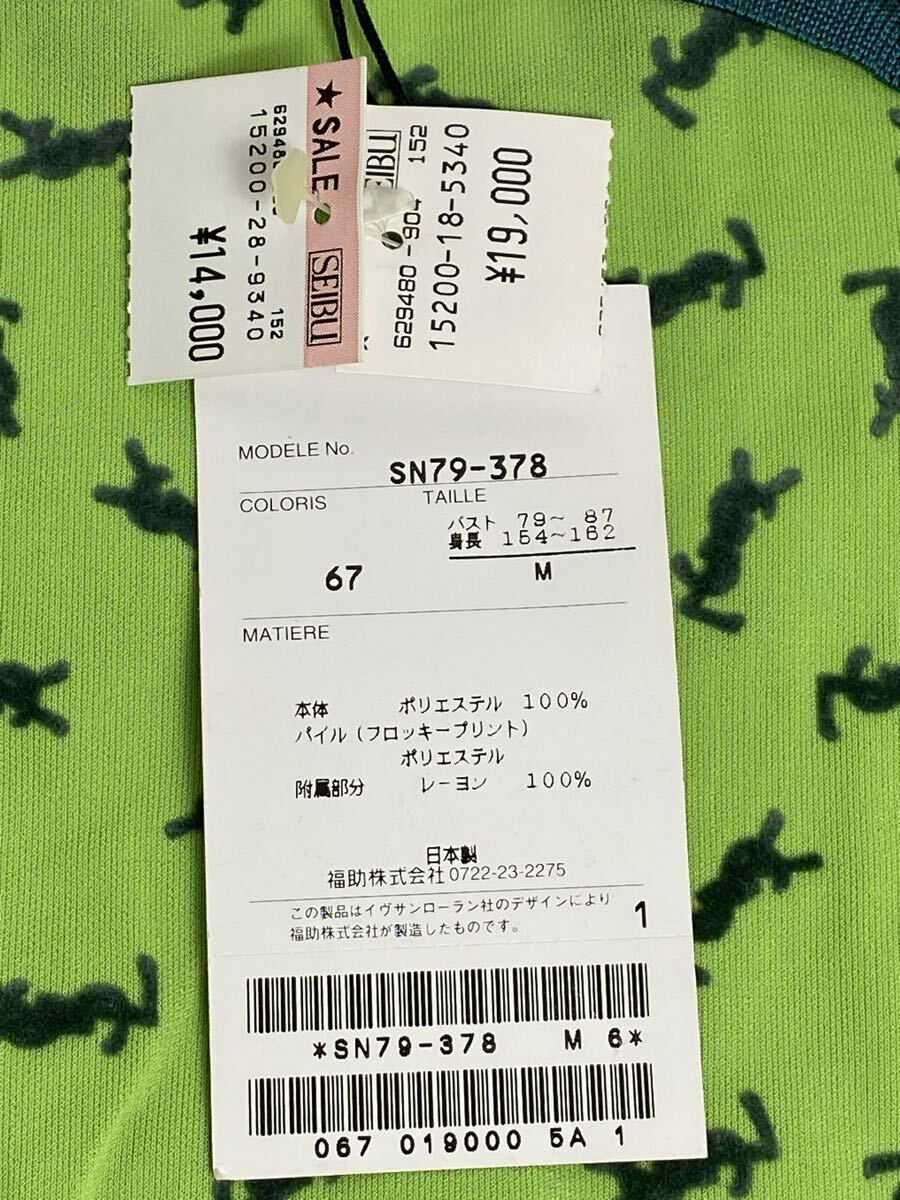 ★ SALE SEIBU
152
15200-28-9340
¥14,000
629480-904 152
15200-18-5340
¥19,000
MODÈLE No.
SN79-378
COLORIS
TAILLE
バスト 79～ 87
身長 154～162
67
M
MATIERE
本体 ポリエステル 100%
パイル(フロッキープリント)
ポリエステル
附属部分 レーヨン 100%
日本製
福助株式会社 0722-23-2275
この製品はイヴサンローラン社のデザインにより
福助株式会社が製造したものです。
1
*SN79-378 M 6*
067 019000 5A 1